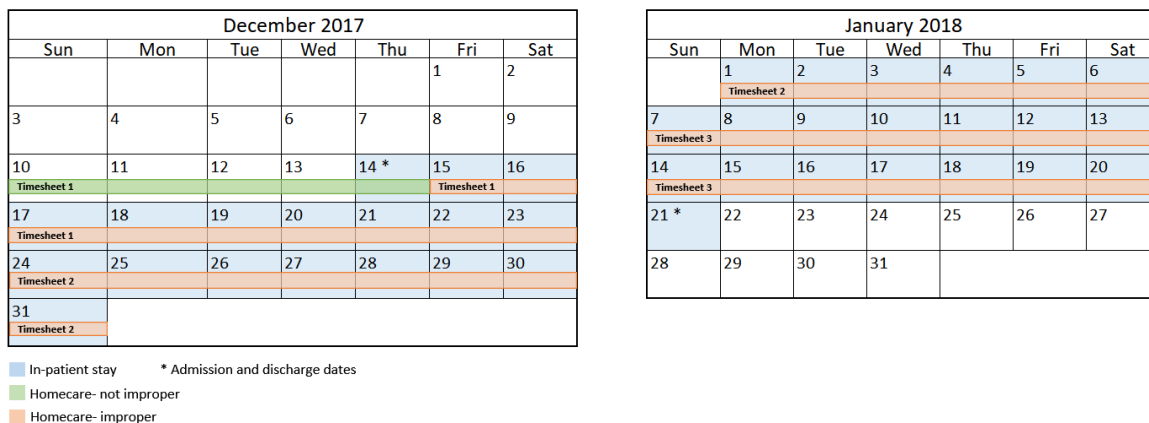 December 2017
Sun Mon Tue Wed Thu Fri Sat
1 2
3 4 5 6 7 8 9
10 11 12 13 14 * 15 16
Timesheet 1 Timesheet 1
17 18 19 20 21 22 23
Timesheet 1
24 25 26 27 28 29 30
Timesheet 2
31
Timesheet 2
January 2018
Sun Mon Tue Wed Thu Fri Sat
1 2 3 4 5 6
Timesheet 2
7 8 9 10 11 12 13
Timesheet 3
14 15 16 17 18 19 20
Timesheet 3
21 * 22 23 24 25 26 27
28 29 30 31
In-patient stay * Admission and discharge dates
Homecare- not improper
Homecare- improper